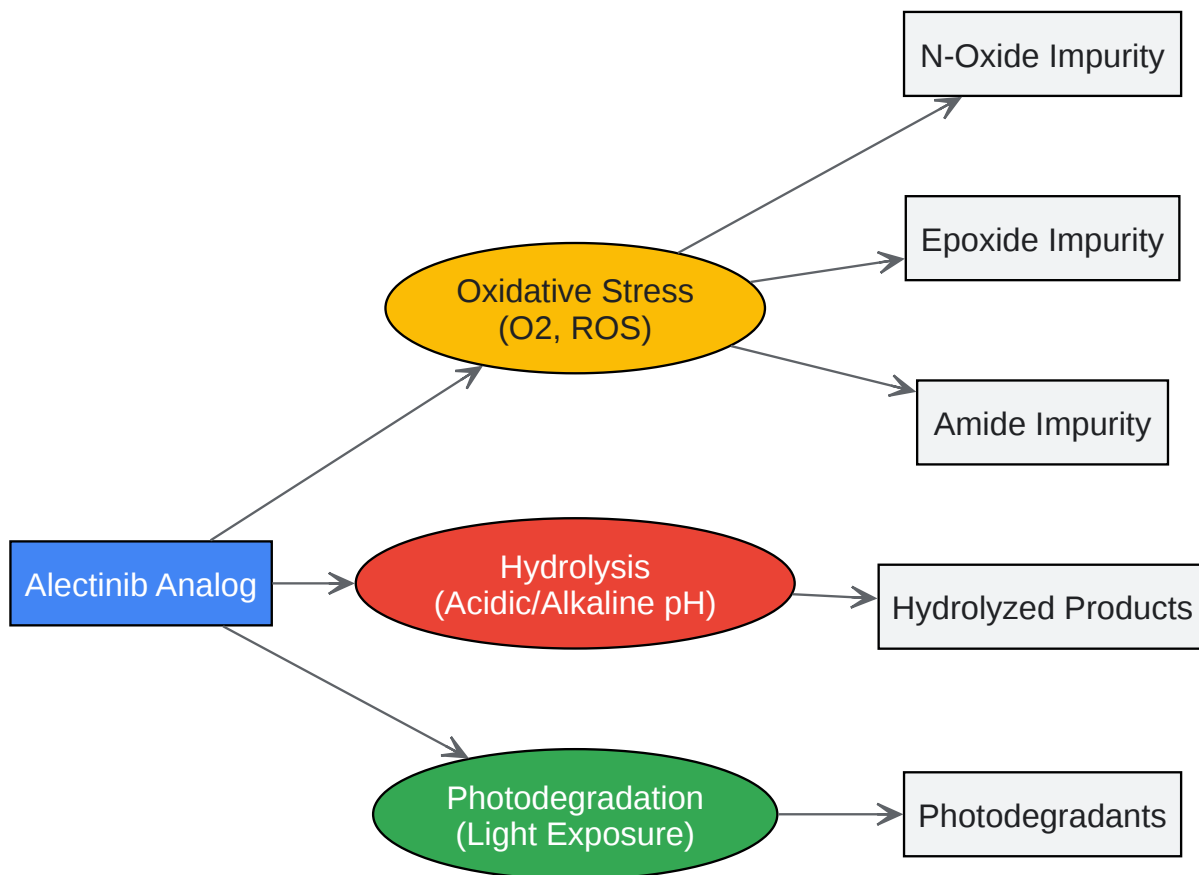 N-Oxide Impurity
Epoxide Impurity
Oxidative Stress
(O2, ROS)
Amide Impurity
Alectinib Analog
Hydrolysis
(Acidic/Alkaline pH)
Hydrolyzed Products
Photodegradation
(Light Exposure)
Photodegradants